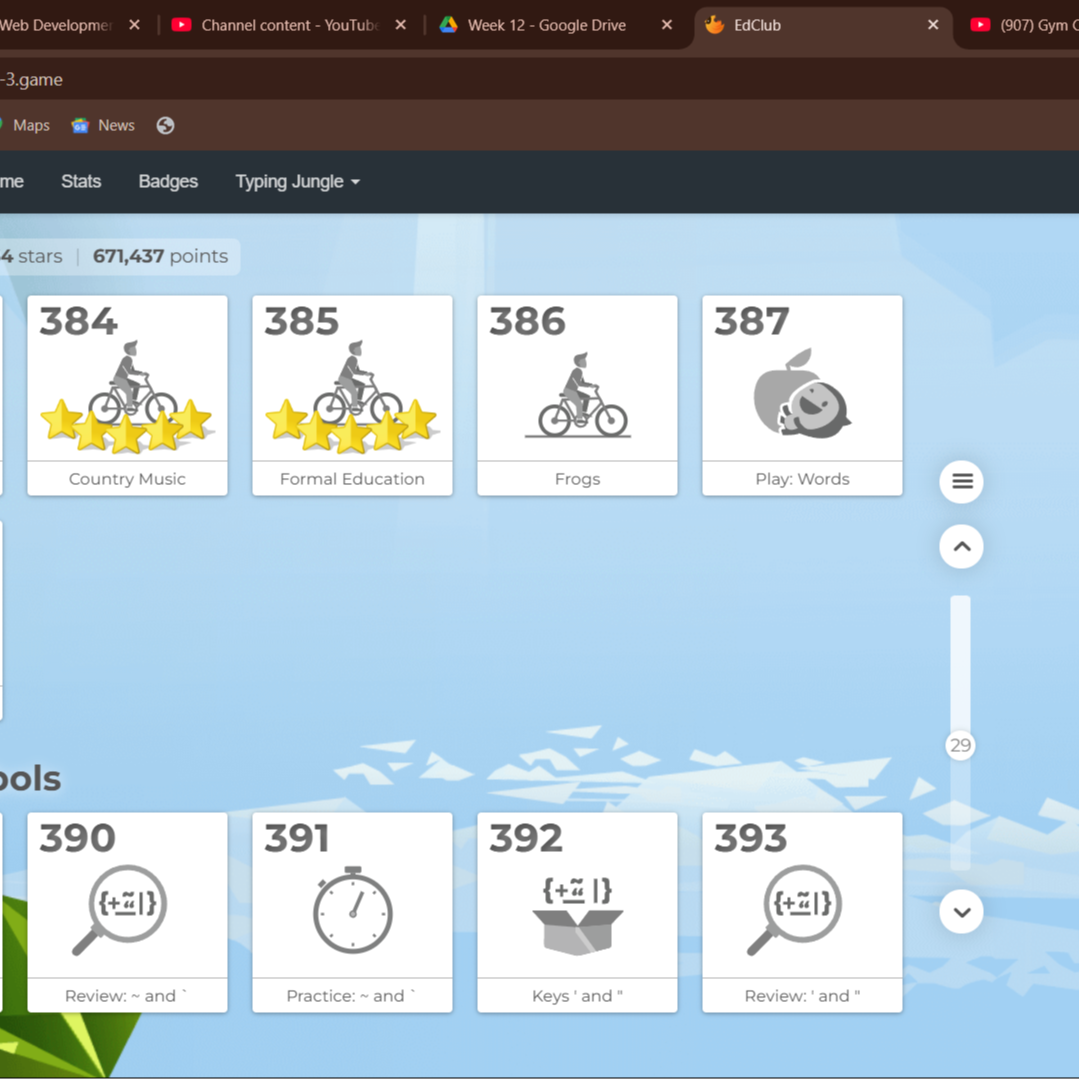 Web Developmer
Channel content - YouTube
Week 12 - Google Drive
EdClub
(907) Gym C
-3.game
Maps
News
me
Stats
Badges
Typing Jungle
4 stars | 671,437 points
384
385
386
387
Country Music
Formal Education
Frogs
Play: Words
29
ools
390
391
392
393
{+ũ|}
{+ũ|}
{+ũ|}
Review: ~ and `
Practice: ~ and `
Keys ' and "
Review: ' and "